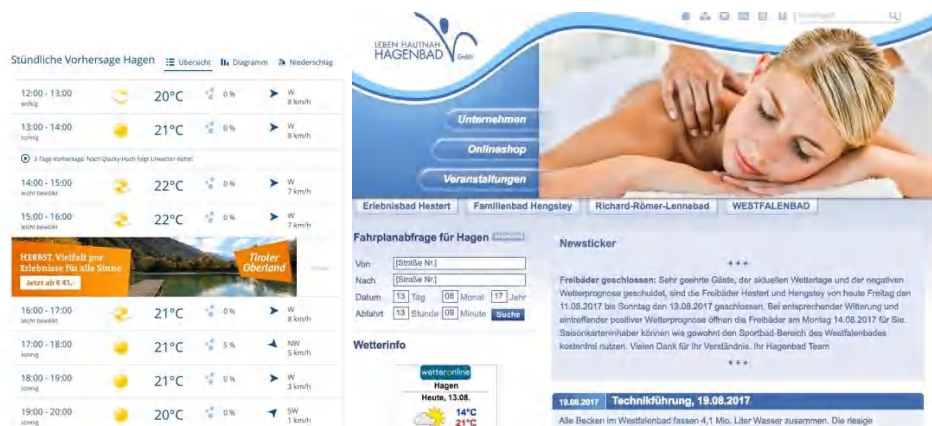 Stündliche Vorhersage Hagen
Übersicht Diagramm Niederschlag
12:00 - 13:00 20°C 0 % W
wolkig 8 km/h
13:00 - 14:00 21°C 0 % W
sonnig 8 km/h
14:00 - 15:00 22°C 0 % W
leicht bewölkt 7 km/h
15:00 - 16:00 22°C 0 % W
leicht bewölkt 7 km/h
HERBST. Vielfalt pur
Erlebnisse für alle Sinne
Jetzt ab € 41,-
Tiroler
Oberland
16:00 - 17:00 21°C 0 % W
leicht bewölkt 8 km/h
17:00 - 18:00 21°C 5 % NW
sonnig 5 km/h
18:00 - 19:00 21°C 0 % W
sonnig 3 km/h
19:00 - 20:00 20°C 0 % SW
sonnig 1 km/h
LEBEN HAUTNAH
HAGENBAD GmbH
Unternehmen
Onlineshop
Veranstaltungen
Erlebnisbad Hestert Familienbad Hengstey Richard-Römer-Lennebad WESTFALENBAD
Fahrplanabfrage für Hagen
Von [Straße Nr.]
Nach [Straße Nr.]
Datum 13 Tag 08 Monat 17 Jahr
Abfahrt 13 Stunde 09 Minute Suche
Wetterinfo
wetteronline
Hagen
Heute, 13.08.
14°C
21°C
Newsticker
+++
Freibäder geschlossen: Sehr geehrte Gäste, der aktuellen Wetterlage und der negativen
Wetterprognose geschuldet, sind die Freibäder Hestert und Hengstey von heute Freitag den
11.08.2017 bis Sonntag den 13.08.2017 geschlossen. Bei entsprechender Witterung und
eintreffender positiver Wetterprognose öffnen die Freibäder am Montag 14.08.2017 für Sie.
Saisonkarteninhaber können wie gewohnt den Sportbad-Bereich des Westfalenbades
kostenfrei nutzen. Vielen Dank für Ihr Verständnis. Ihr Hagenbad Team
+++
19.08.2017 Technikführung, 19.08.2017
Alle Becken im Westfalenbad fassen 4,1 Mio. Liter Wasser zusammen. Die riesige